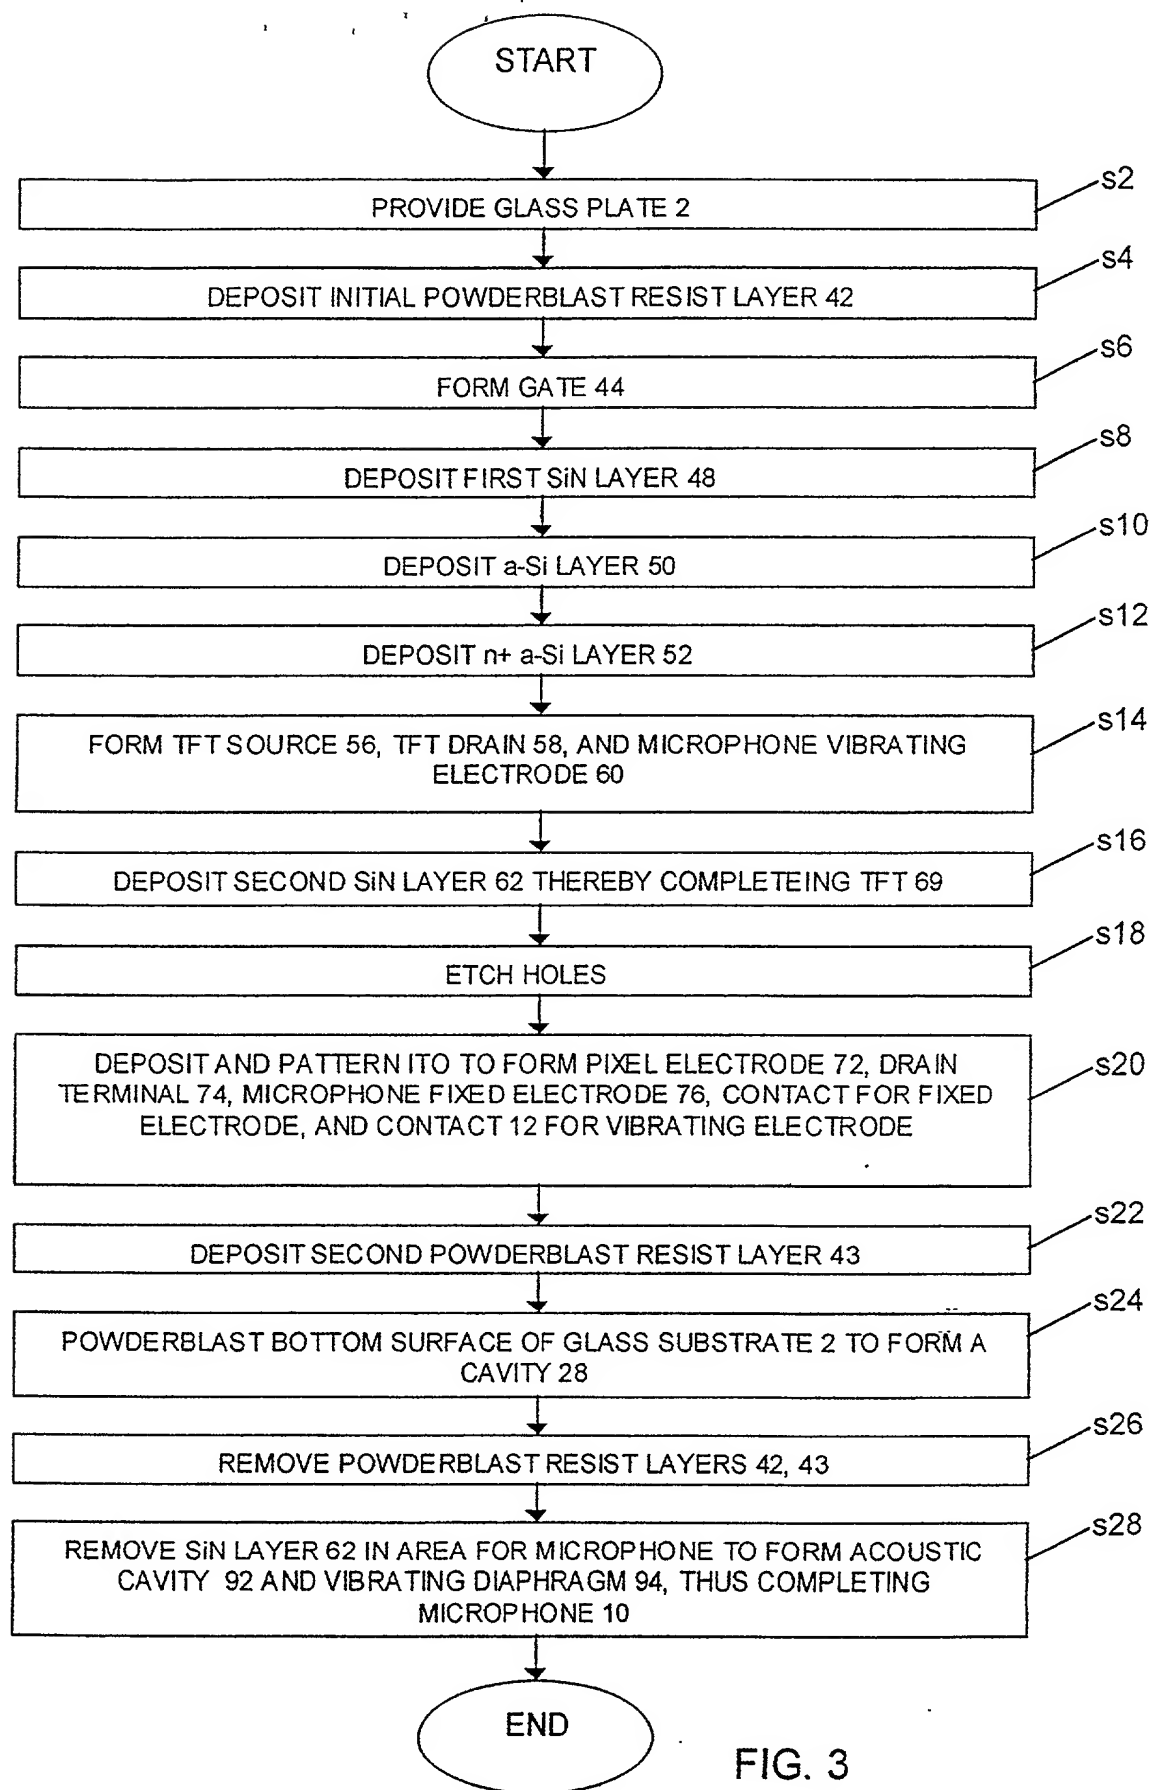 START
s2
PROVIDE GLASS PLATE 2
s4
DEPOSIT INITIAL POWDERBLAST RESIST LAYER 42
s6
FORM GATE 44
s8
DEPOSIT FIRST SiN LAYER 48
s10
DEPOSIT a-Si LAYER 50
s12
DEPOSIT n+ a-Si LAYER 52
s14
FORM TFT SOURCE 56, TFT DRAIN 58, AND MICROPHONE VIBRATING
ELECTRODE 60
s16
DEPOSIT SECOND SiN LAYER 62 THEREBY COMPLETEING TFT 69
s18
ETCH HOLES
s20
DEPOSIT AND PATTERN ITO TO FORM PIXEL ELECTRODE 72, DRAIN
TERMINAL 74, MICROPHONE FIXED ELECTRODE 76, CONTACT FOR FIXED
ELECTRODE, AND CONTACT 12 FOR VIBRATING ELECTRODE
s22
DEPOSIT SECOND POWDERBLAST RESIST LAYER 43
s24
POWDERBLAST BOTTOM SURFACE OF GLASS SUBSTRATE 2 TO FORM A
CAVITY 28
s26
REMOVE POWDERBLAST RESIST LAYERS 42, 43
s28
REMOVE SiN LAYER 62 IN AREA FOR MICROPHONE TO FORM ACOUSTIC
CAVITY 92 AND VIBRATING DIAPHRAGM 94, THUS COMPLETING
MICROPHONE 10
END
FIG. 3